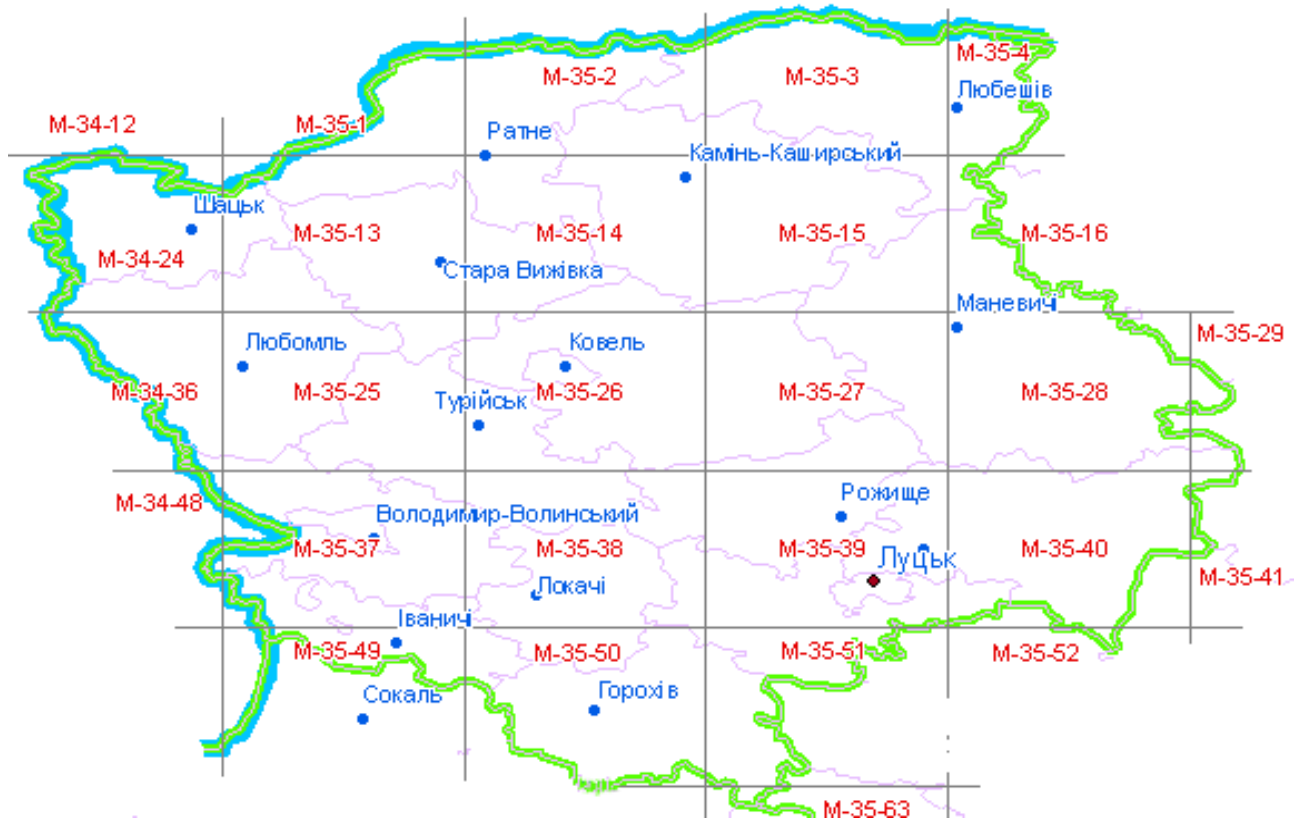 M-35-4
M-35-2
M-35-3
Любешів
M-34-12
M-35-1
Ратне
Камінь-Каширський
Шацьк
M-35-13
M-35-14
M-35-15
M-35-16
M-34-24
Стара Вижівка
Маневичі
M-35-29
Любомль
Ковель
M-34-36
M-35-25
M-35-26
M-35-27
M-35-28
Турійськ
M-34-48
Рожище
Володимир-Волинський
M-35-37
M-35-38
M-35-39
Луцьк
M-35-40
M-35-41
Локачі
Іваничі
M-35-49
M-35-50
M-35-51
M-35-52
Сокаль
Горохів
M-35-63